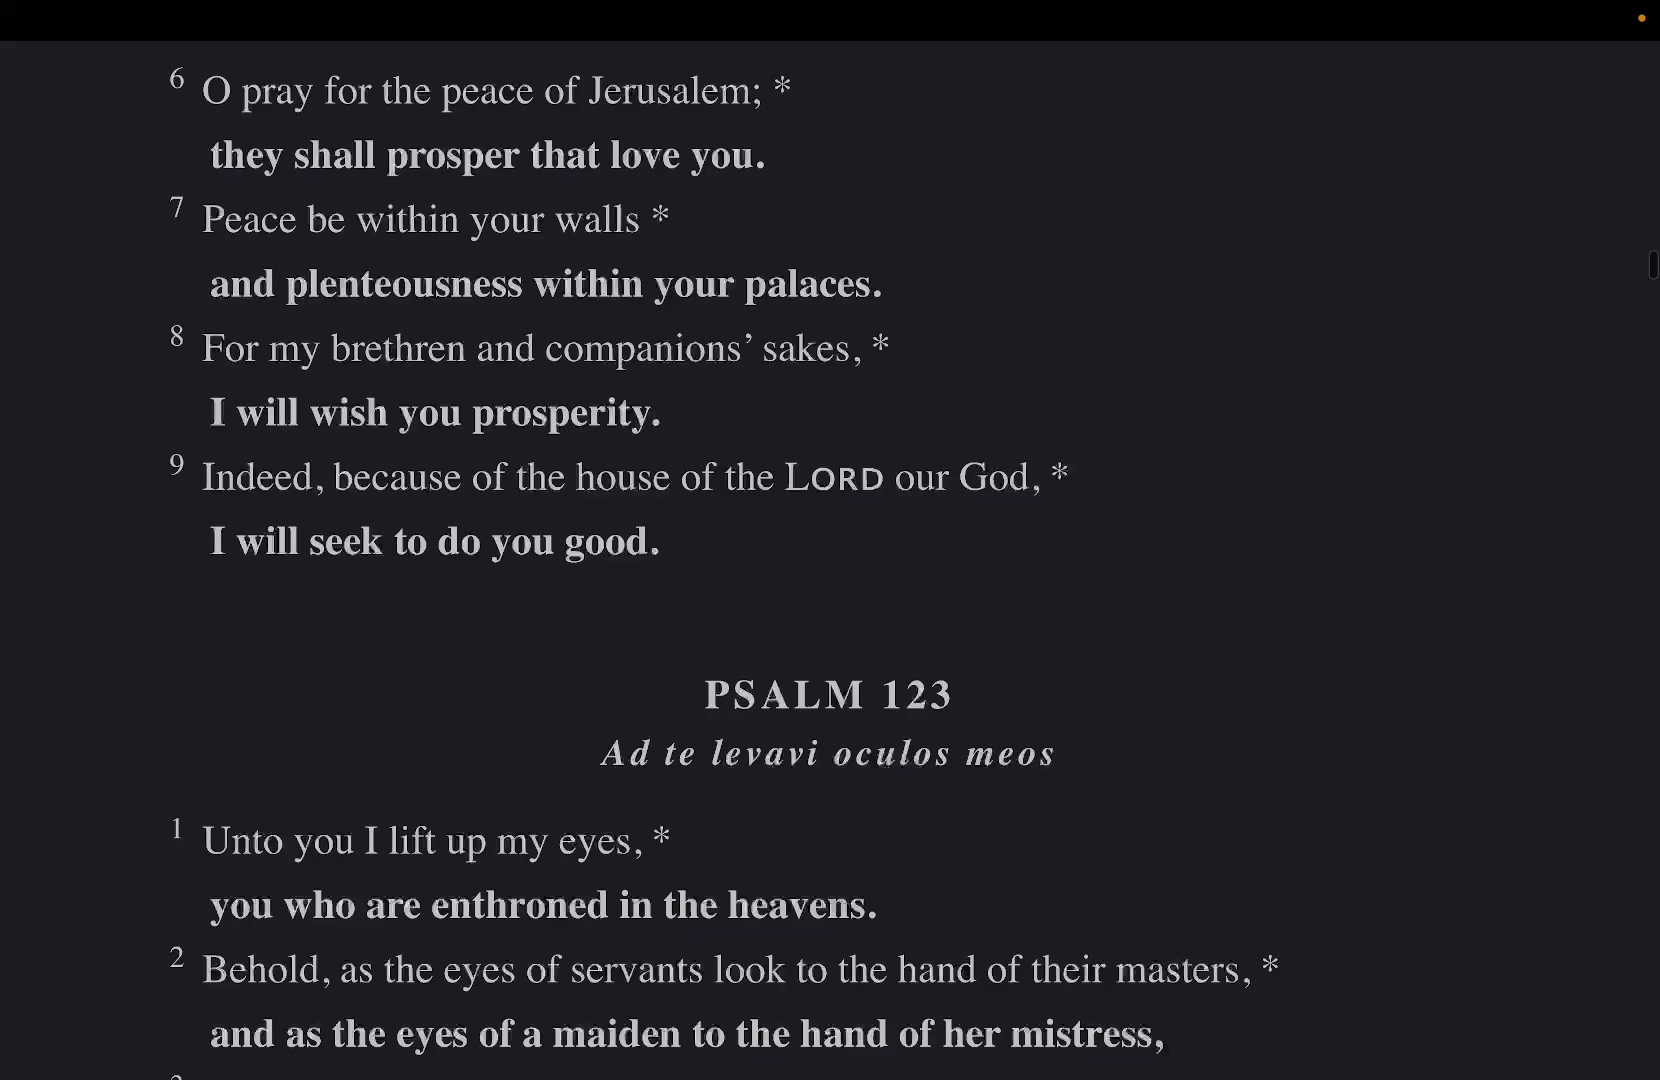 6 O pray for the peace of Jerusalem; *
they shall prosper that love you.
7 Peace be within your walls *
and plenteousness within your palaces.
8 For my brethren and companions’ sakes, *
I will wish you prosperity.
9 Indeed, because of the house of the LORD our God, *
I will seek to do you good.
PSALM 123
Ad te levavi oculos meos
1 Unto you I lift up my eyes, *
you who are enthroned in the heavens.
2 Behold, as the eyes of servants look to the hand of their masters, *
and as the eyes of a maiden to the hand of her mistress,